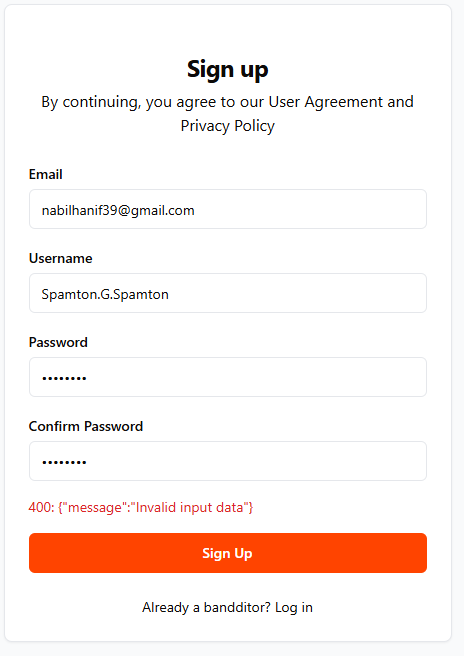 Sign up
By continuing, you agree to our User Agreement and
Privacy Policy
Email
nabilhanif39@gmail.com
Username
Spamton.G.Spamton
Password
••••••••
Confirm Password
••••••••
400: {"message":"Invalid input data"}
Sign Up
Already a bandditor? Log in